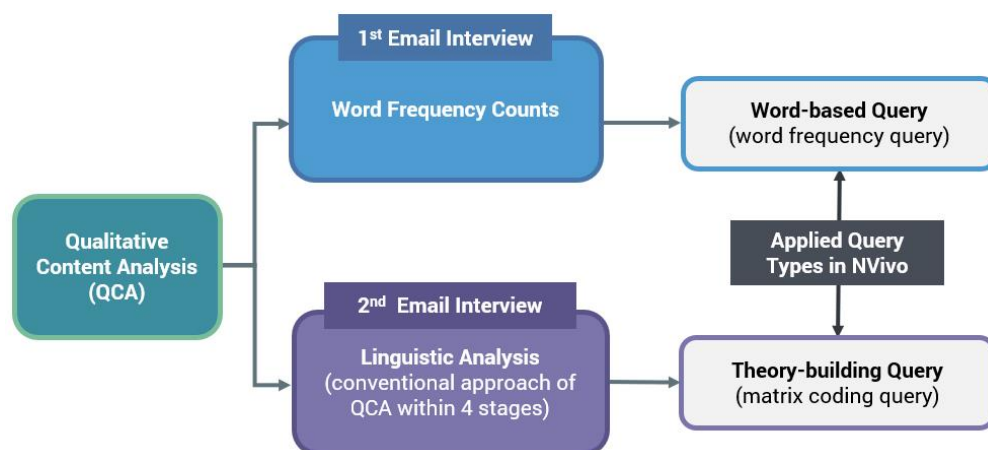 1st Email Interview
Word Frequency Counts
Word-based Query
(word frequency query)
Qualitative
Content Analysis
(QCA)
Applied Query
Types in NVivo
2nd Email Interview
Linguistic Analysis
(conventional approach of
QCA within 4 stages)
Theory-building Query
(matrix coding query)